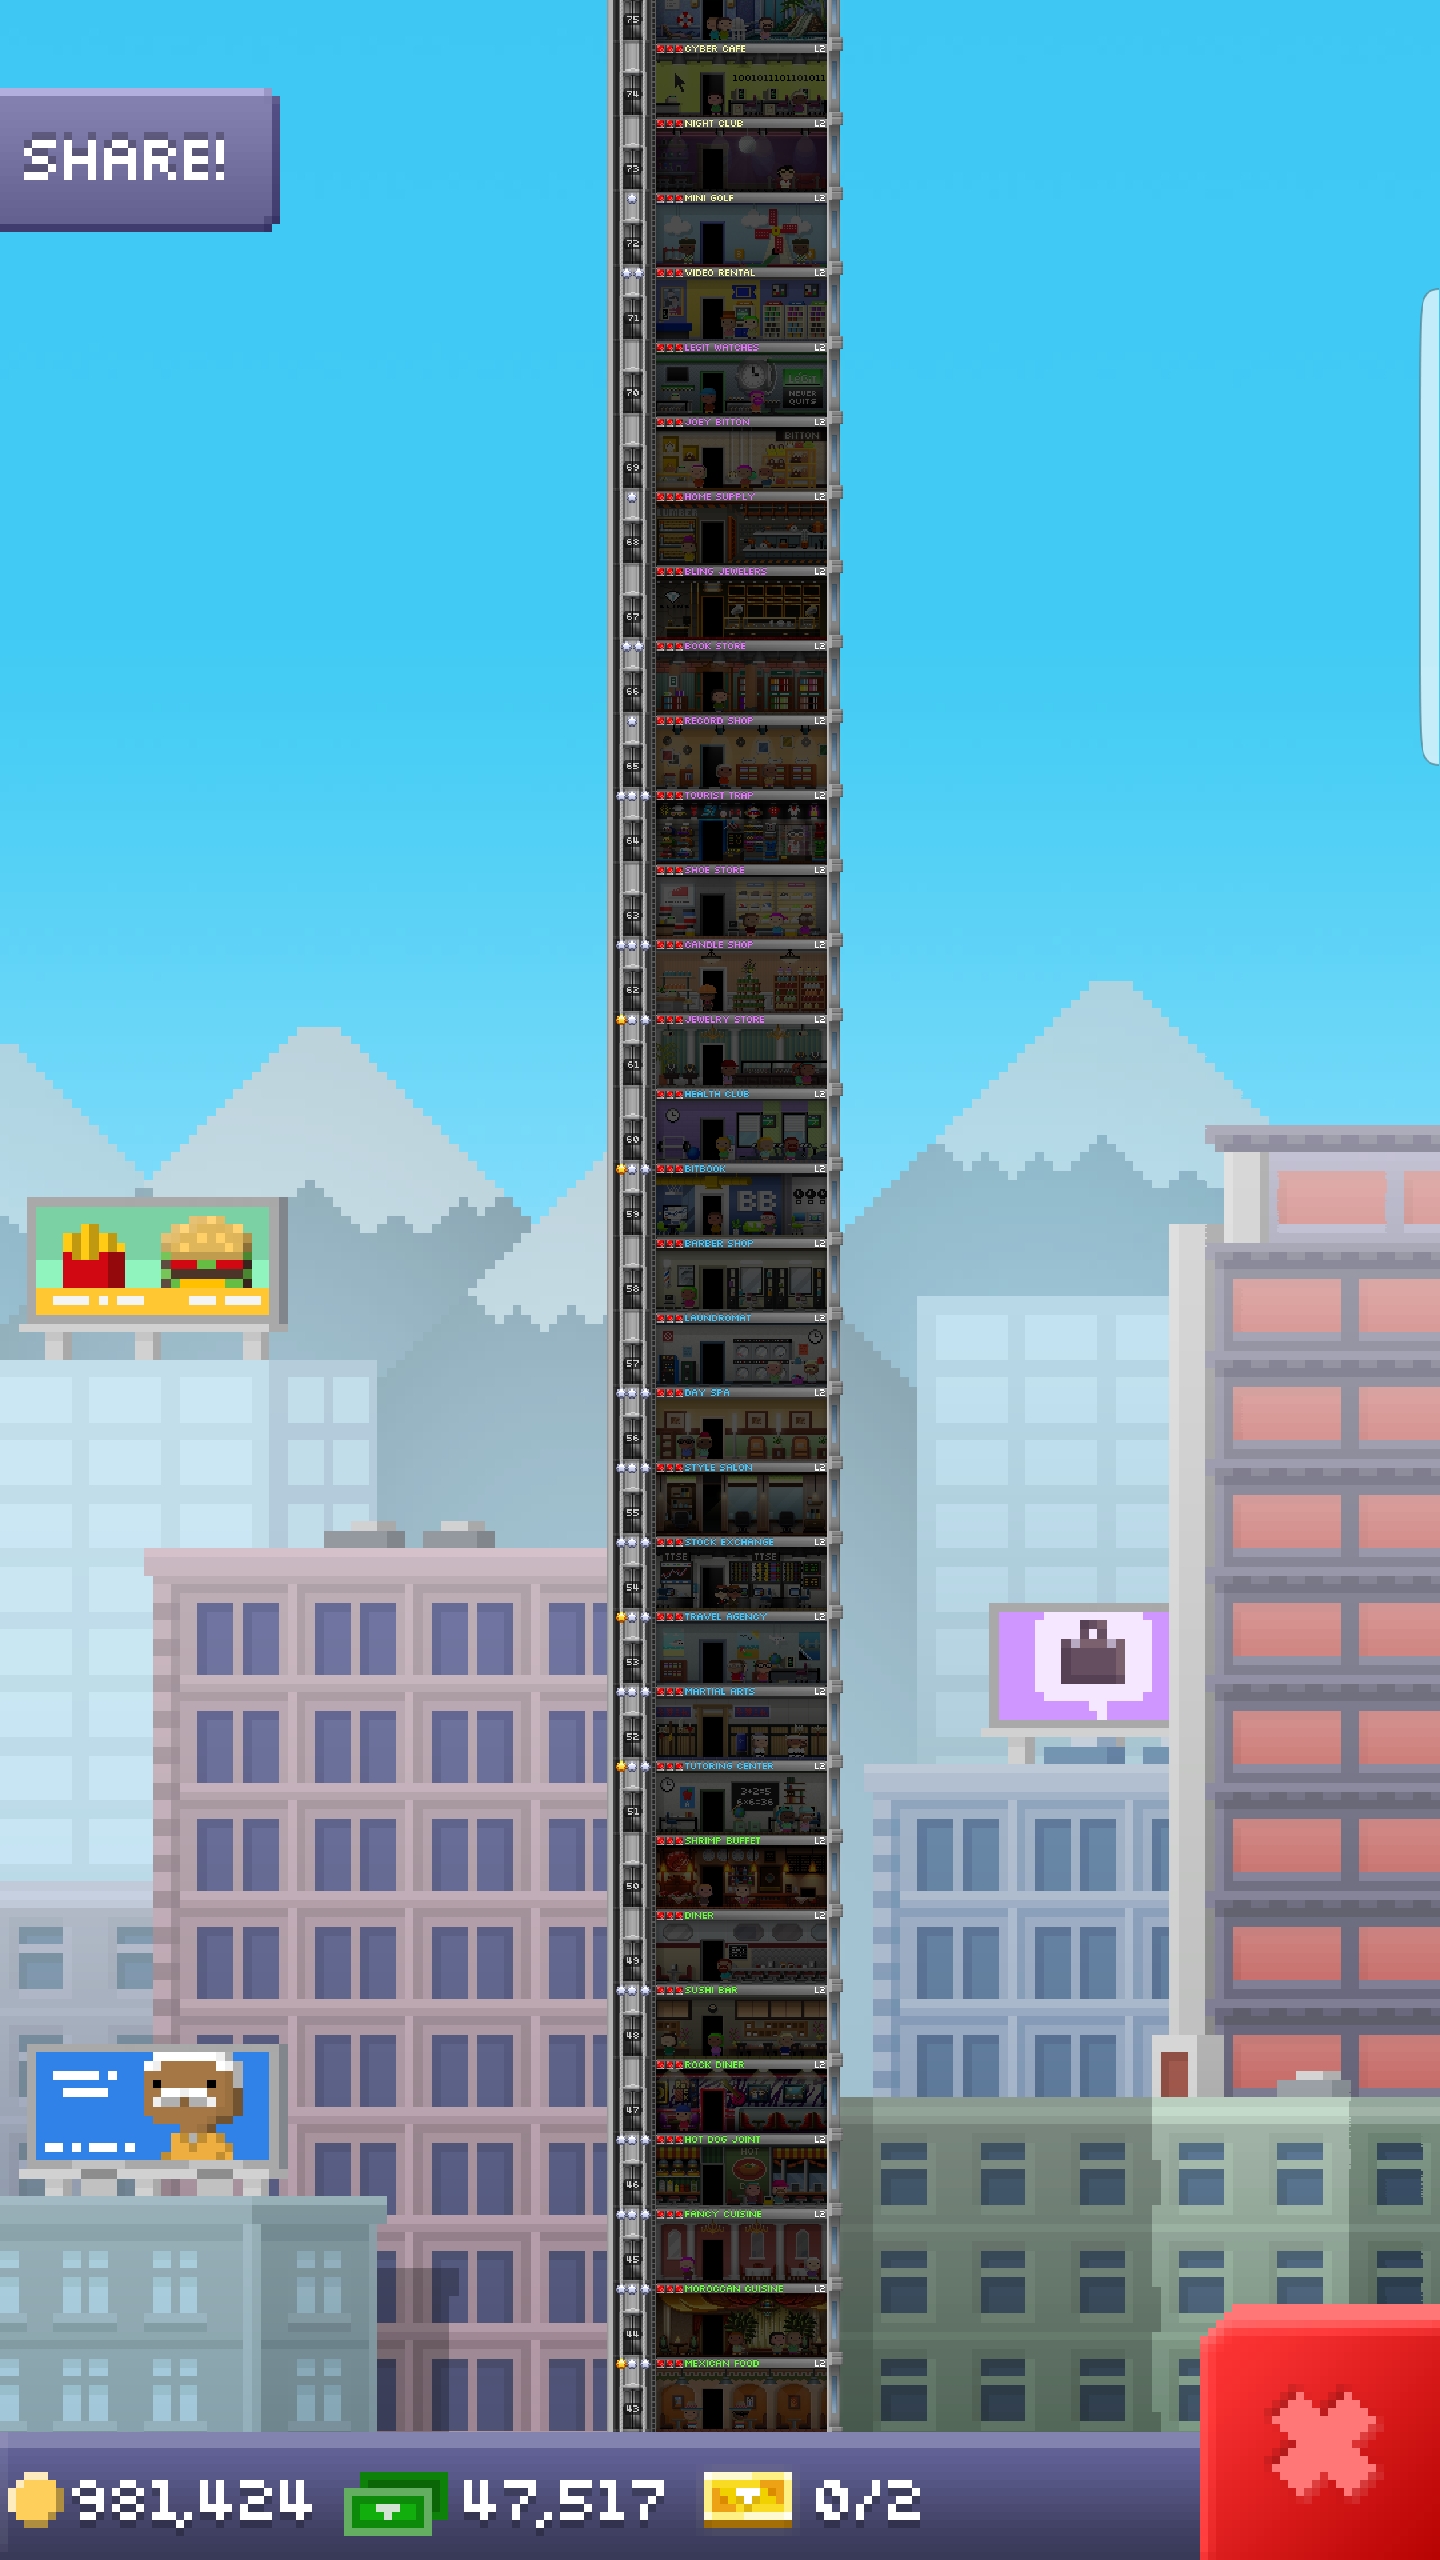 75
CYBER CAFE L2
1001011101101011
74
NIGHT CLUB L2
SHARE!
73
MINI GOLF L2
72
VIDEO RENTAL L2
71
LEGIT WATCHES L2
LEGIT
70
NEVER
QUITS
JOEY BITTON L2
BITTON
69
HOME SUPPLY L2
LUMBER
68
BLING JEWELERS L2
67
BOOK STORE L2
66
RECORD SHOP L2
65
TOURIST TRAP L2
64
SHOE STORE L2
63
CANDLE SHOP L2
62
JEWELRY STORE L2
61
HEALTH CLUB L2
60
BITBOOK L2
BB
59
BARBER SHOP L2
58
LAUNDROMAT L2
57
DAY SPA L2
56
STYLE SALON L2
55
STOCK EXCHANGE L2
TTSE TTSE
54
TRAVEL AGENCY L2
53
MARTIAL ARTS L2
52
TUTORING CENTER L2
3+2=5
6×6=36
51
SHRIMP BUFFET L2
50
DINER L2
49
SUSHI BAR L2
48
ROCK DINER L2
47
HOT DOG JOINT L2
HOT
46
FANCY CUISINE L2
45
MOROCCAN CUISINE L2
44
MEXICAN FOOD L2
43
981,424 47,517 0/2